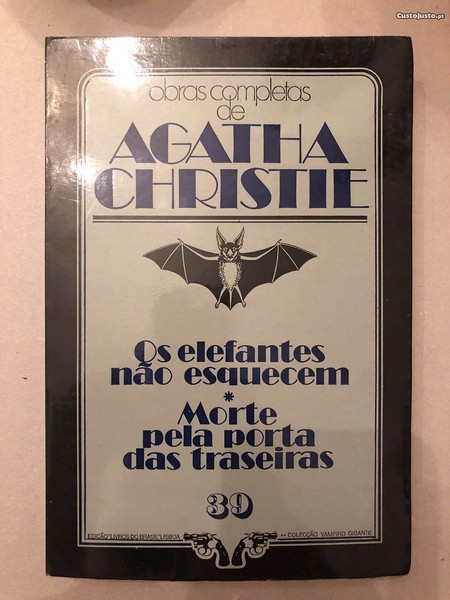 CustoJusto.pt
obras completas
de
AGATHA
CHRISTIE
Os elefantes
não esquecem
*
Morte
pela porta
das traseiras
39
EDIÇÃO "LIVROS DO BRASIL" LISBOA
•• COLECÇÃO VAMPIRO GIGANTE